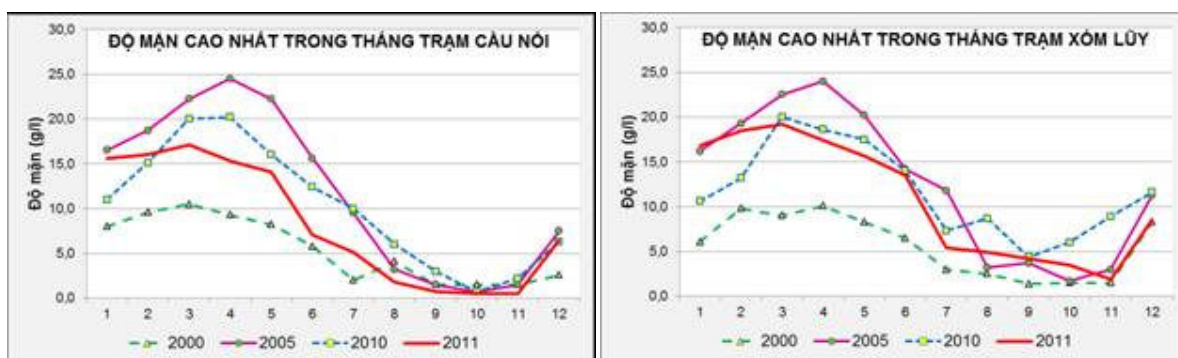 ĐỘ MẶN CAO NHẤT TRONG THÁNG TRẠM CẦU NỔI
Độ mặn (g/l)
30,0
25,0
20,0
15,0
10,0
5,0
0,0
1 2 3 4 5 6 7 8 9 10 11 12
2000 2005 2010 2011
ĐỘ MẶN CAO NHẤT TRONG THÁNG TRẠM XÓM LŨY
Độ mặn (g/l)
30,0
25,0
20,0
15,0
10,0
5,0
0,0
1 2 3 4 5 6 7 8 9 10 11 12
2000 2005 2010 2011